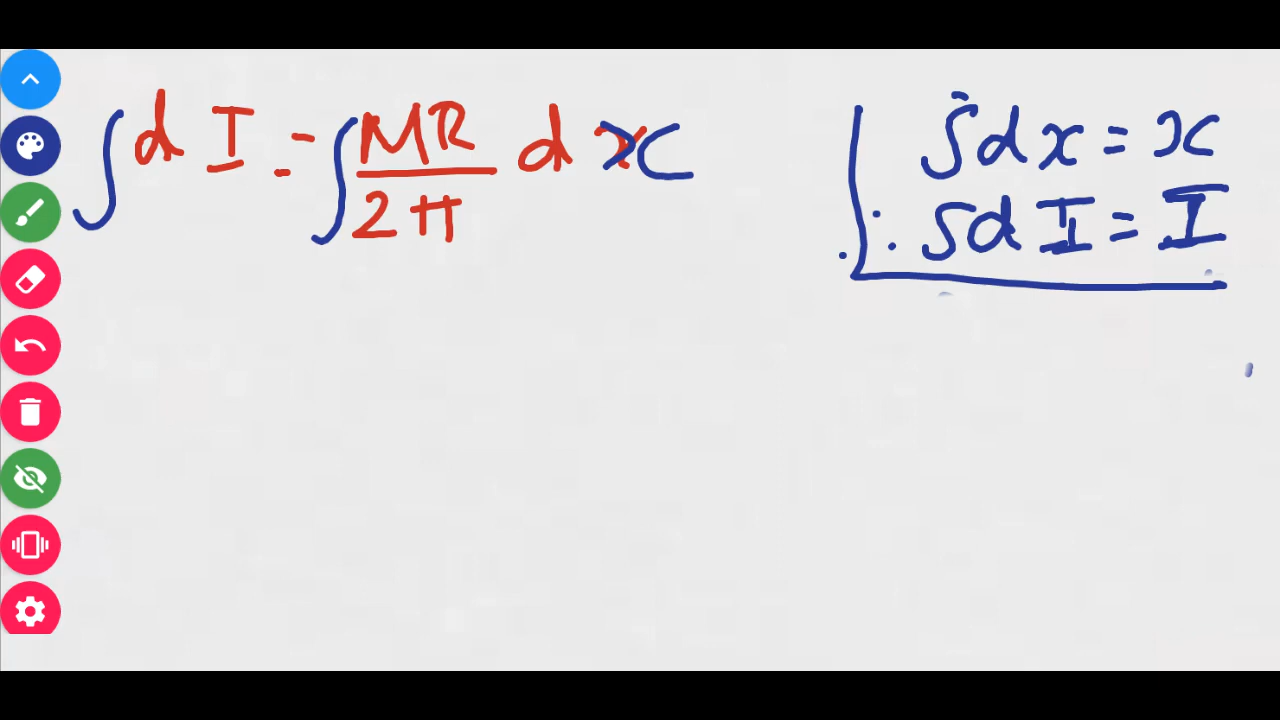 ∫dI = ∫MR/2π dx
∫dx = x
∴ ∫dI = I